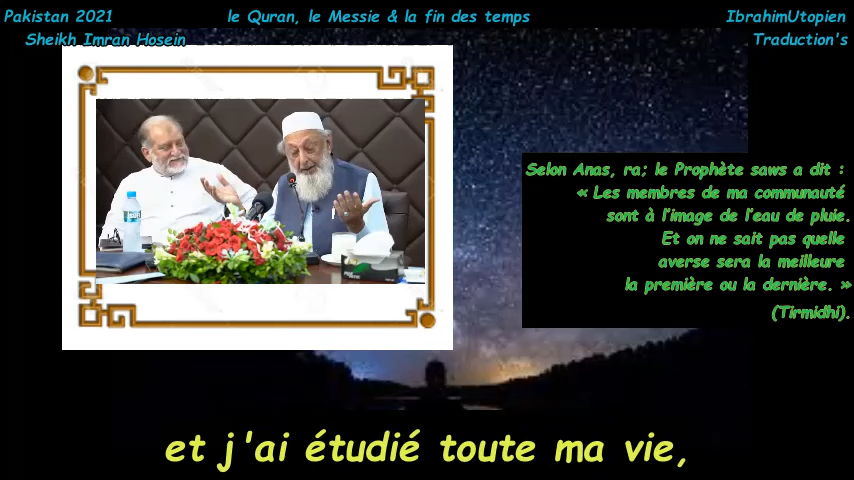 Pakistan 2021
le Quran, le Messie & la fin des temps
IbrahimUtopien
Sheikh Imran Hosein
Traduction's
Selon Anas, ra; le Prophète saws a dit :
« Les membres de ma communauté
sont à l'image de l'eau de pluie.
Et on ne sait pas quelle
averse sera la meilleure
la première ou la dernière. »
(Tirmidhi).
et j'ai étudié toute ma vie,